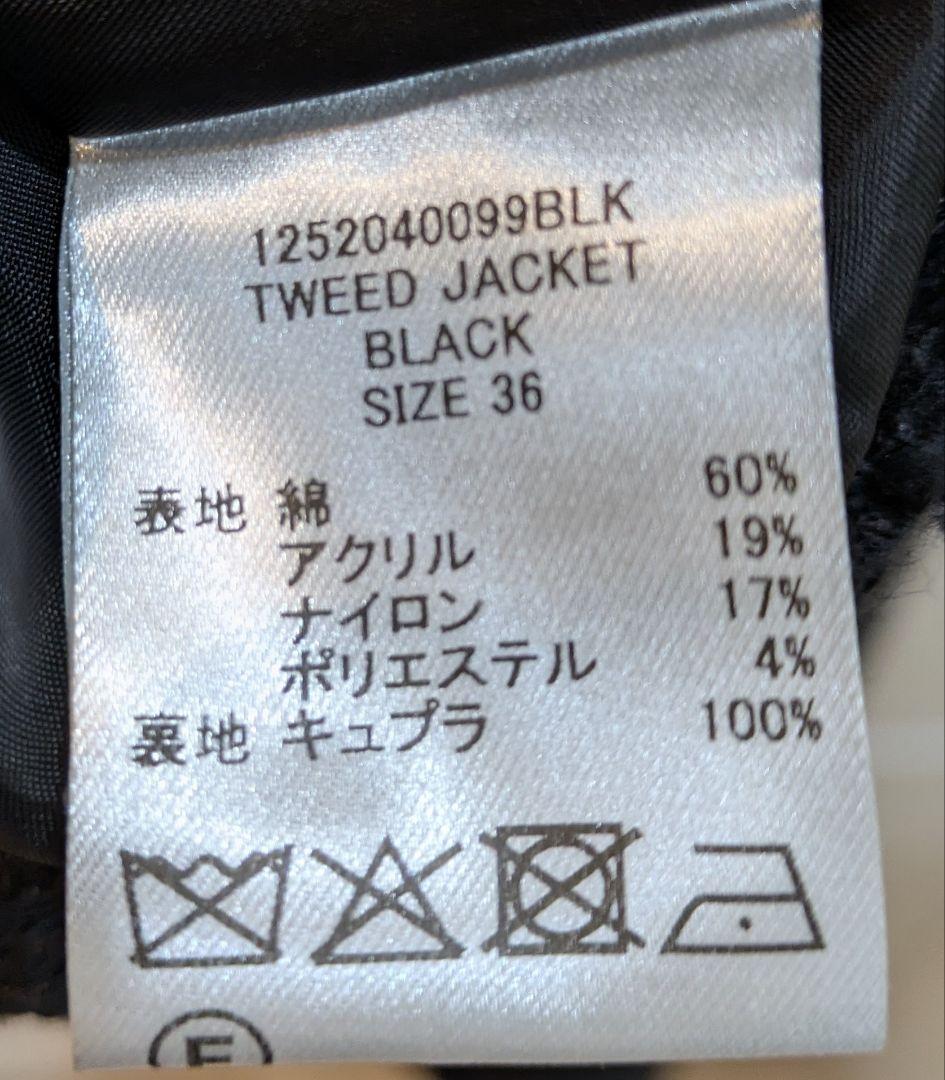 1252040099BLK
TWEED JACKET
BLACK
SIZE 36
表地 綿 60%
アクリル 19%
ナイロン 17%
ポリエステル 4%
裏地 キュプラ 100%
F